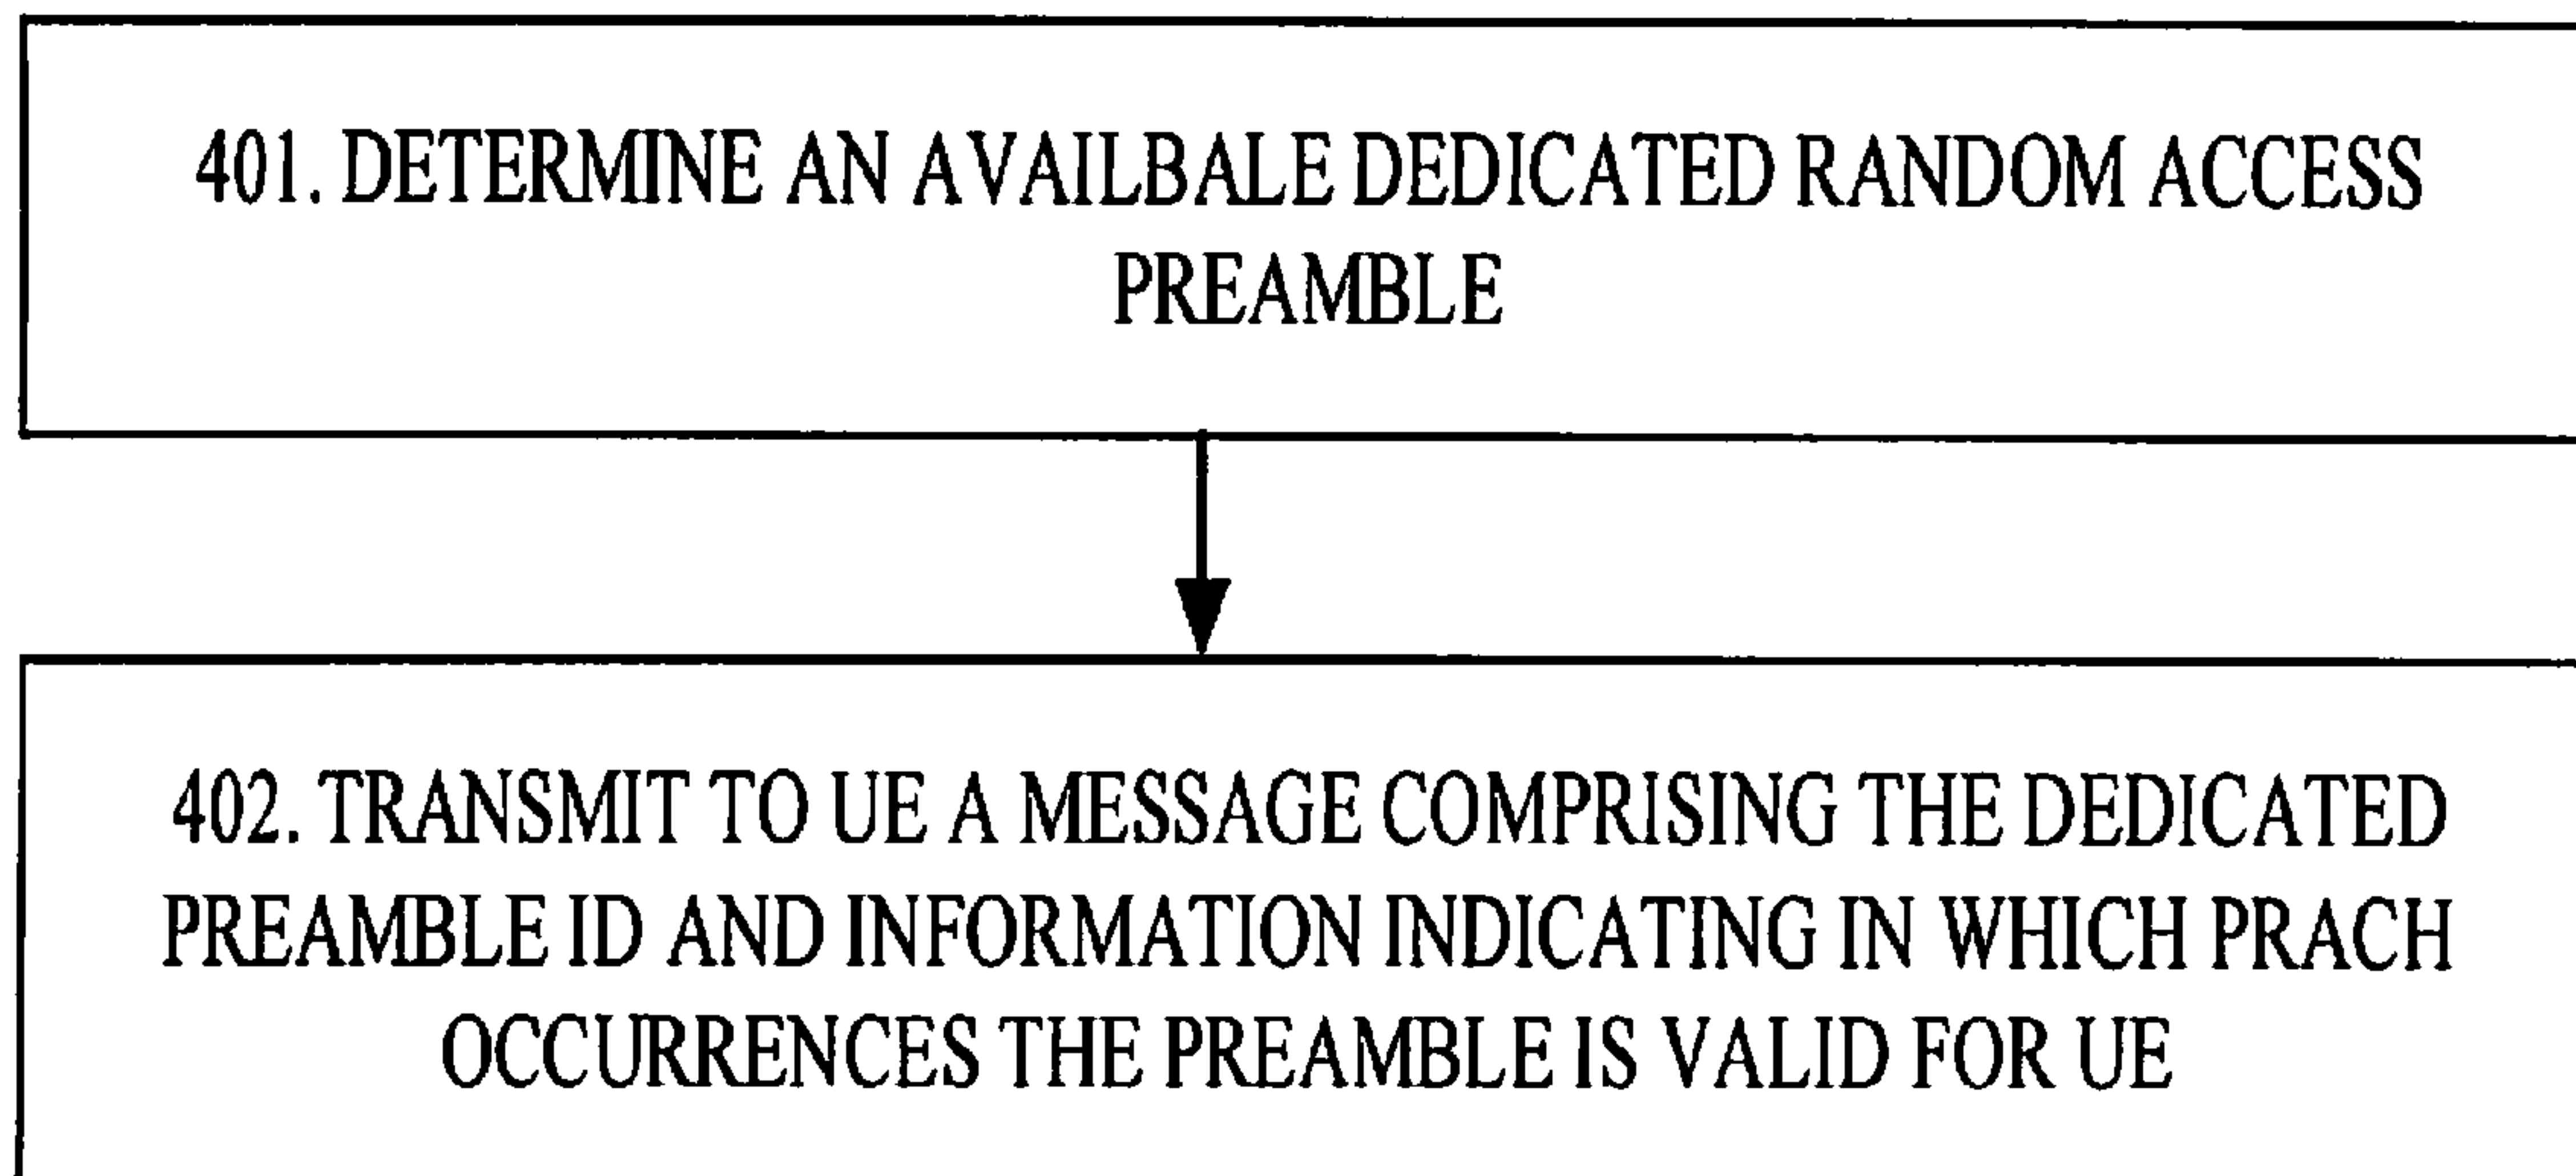 401. DETERMINE AN AVAILBALE DEDICATED RANDOM ACCESS
PREAMBLE
402. TRANSMIT TO UE A MESSAGE COMPRISING THE DEDICATED
PREAMBLE ID AND INFORMATION INDICATING IN WHICH PRACH
OCCURRENCES THE PREAMBLE IS VALID FOR UE